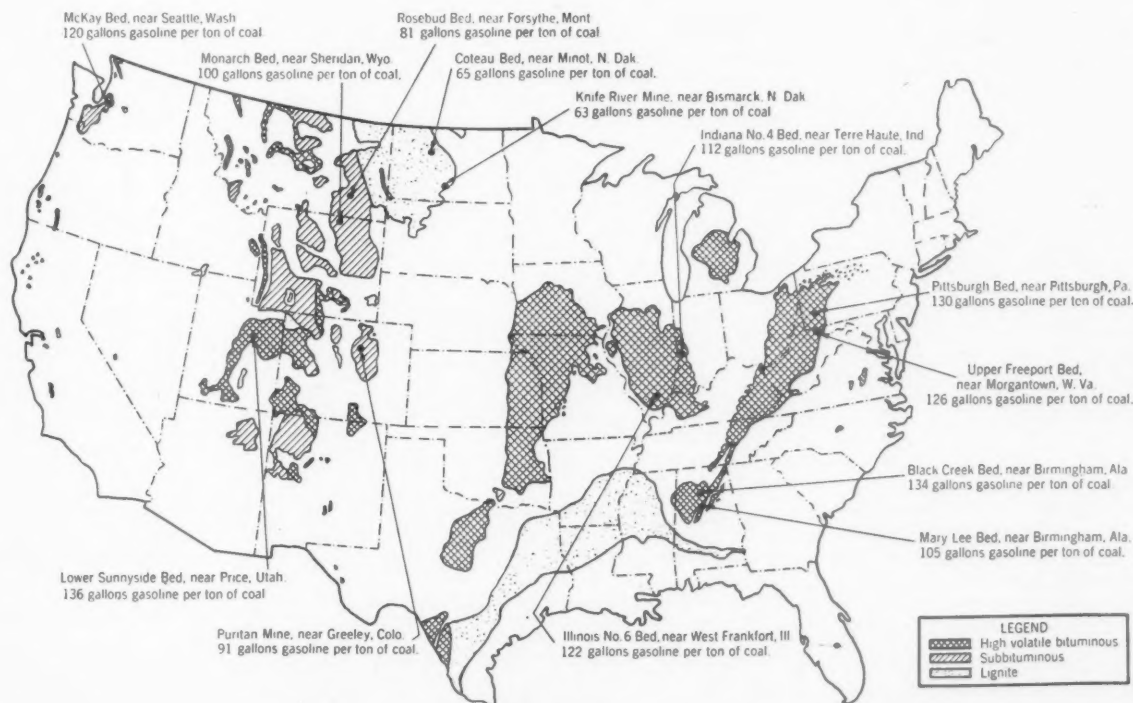 McKay Bed, near Seattle, Wash
120 gallons gasoline per ton of coal
Rosebud Bed, near Forsythe, Mont
81 gallons gasoline per ton of coal
Monarch Bed, near Sheridan, Wyo.
100 gallons gasoline per ton of coal.
Coteau Bed, near Minot, N. Dak.
65 gallons gasoline per ton of coal.
Knife River Mine, near Bismarck, N. Dak
63 gallons gasoline per ton of coal
Indiana No. 4 Bed, near Terre Haute, Ind
112 gallons gasoline per ton of coal.
Pittsburgh Bed, near Pittsburgh, Pa.
130 gallons gasoline per ton of coal.
Upper Freeport Bed,
near Morgantown, W. Va.
126 gallons gasoline per ton of coal.
Black Creek Bed, near Birmingham, Ala
134 gallons gasoline per ton of coal
Mary Lee Bed, near Birmingham, Ala.
105 gallons gasoline per ton of coal.
Lower Sunnyside Bed, near Price, Utah.
136 gallons gasoline per ton of coal
Puritan Mine, near Greeley, Colo.
91 gallons gasoline per ton of coal.
Illinois No. 6 Bed, near West Frankfort, Ill
122 gallons gasoline per ton of coal.
LEGEND
High volatile bituminous
Subbituminous
Lignite